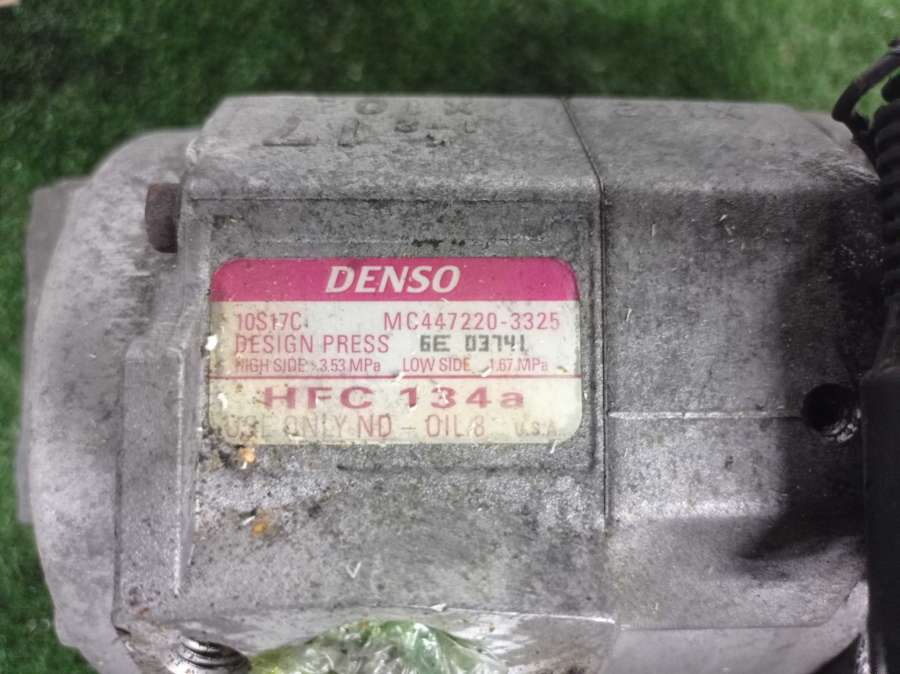 DENSO
10S17C MC447220-3325
DESIGN PRESS 6E 03741
HIGH SIDE 3.53 MPa LOW SIDE 1.67 MPa
HFC 134a
USE ONLY ND-OIL 8 U.S.A